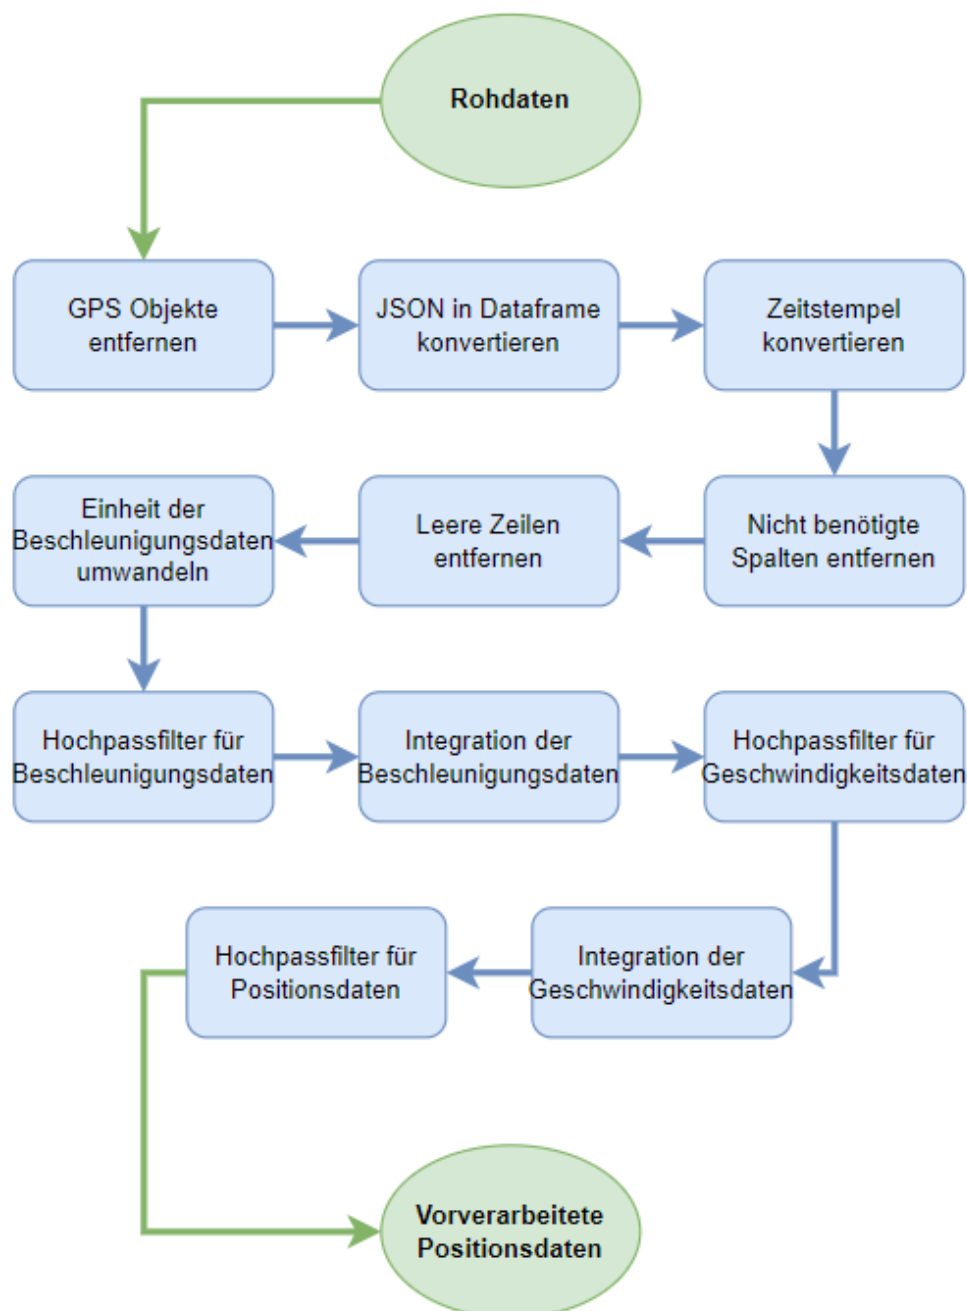 Rohdaten
GPS Objekte
entfernen
JSON in Dataframe
konvertieren
Zeitstempel
konvertieren
Nicht benötigte
Spalten entfernen
Leere Zeilen
entfernen
Einheit der
Beschleunigungsdaten
umwandeln
Hochpassfilter für
Beschleunigungsdaten
Integration der
Beschleunigungsdaten
Hochpassfilter für
Geschwindigkeitsdaten
Integration der
Geschwindigkeitsdaten
Hochpassfilter für
Positionsdaten
Vorverarbeitete
Positionsdaten